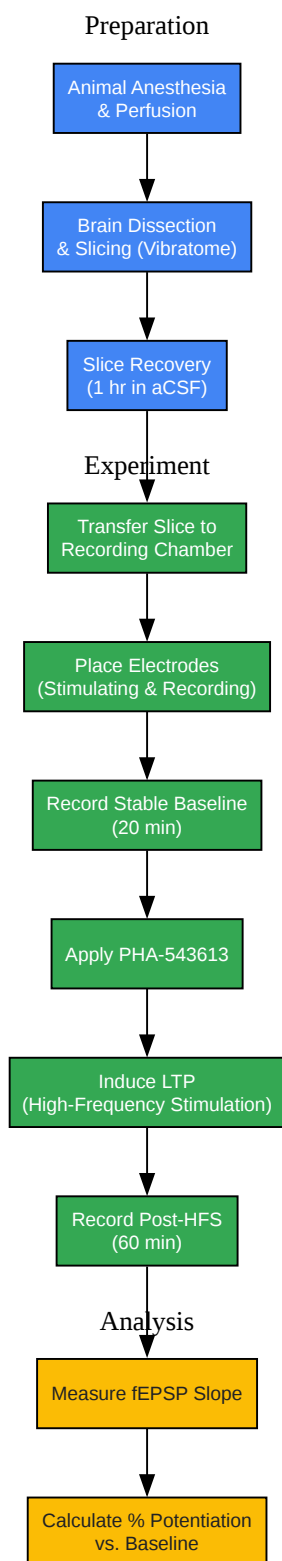 Preparation
Animal Anesthesia
& Perfusion
Brain Dissection
& Slicing (Vibratome)
Slice Recovery
(1 hr in aCSF)
Experiment
Transfer Slice to
Recording Chamber
Place Electrodes
(Stimulating & Recording)
Record Stable Baseline
(20 min)
Apply PHA-543613
Induce LTP
(High-Frequency Stimulation)
Record Post-HFS
(60 min)
Analysis
Measure fEPSP Slope
Calculate % Potentiation
vs. Baseline